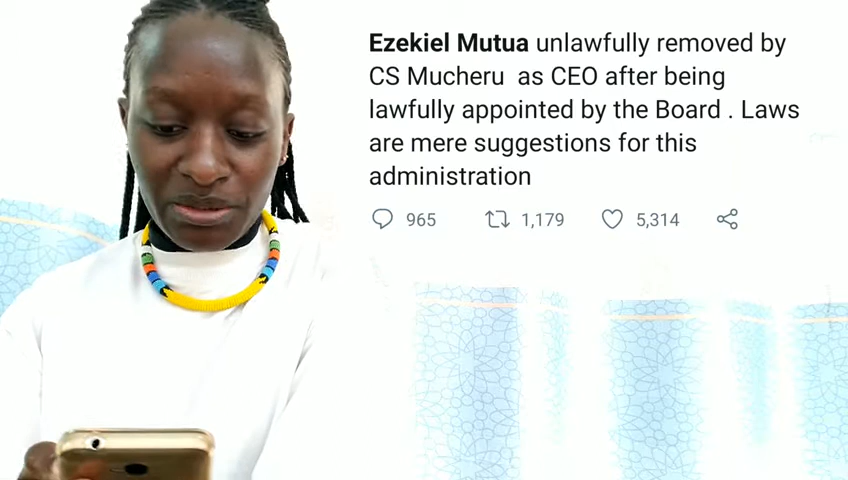 Ezekiel Mutua unlawfully removed by
CS Mucheru as CEO after being
lawfully appointed by the Board . Laws
are mere suggestions for this
administration
965 1,179 5,314